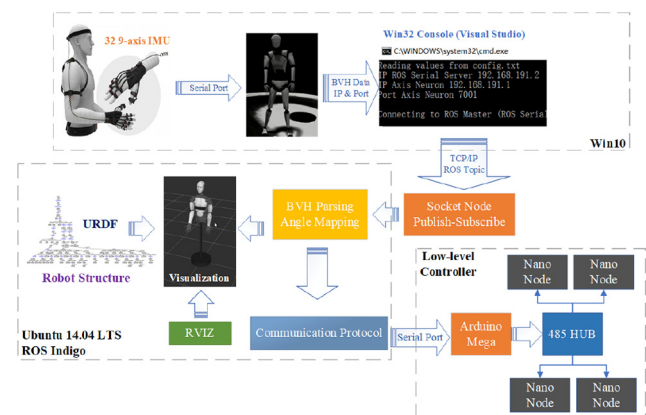 32 9-axis IMU
Serial Port
BVH Data
IP & Port
Win32 Console (Visual Studio)
C:\WINDOWS\system32\cmd.exe
Reading values from config.txt
IP ROS Serial Server 192.168.191.2
IP Axis Neuron 192.168.191.1
Port Axis Neuron 7001
Connecting to ROS Master (ROS Serial
Win10
TCP/IP
ROS Topic
Socket Node
Publish-Subscribe
BVH Parsing
Angle Mapping
Visualization
URDF
Robot Structure
RVIZ
Communication Protocol
Ubuntu 14.04 LTS
ROS Indigo
Serial Port
Low-level
Controller
Arduino
Mega
485 HUB
Nano
Node
Nano
Node
Nano
Node
Nano
Node